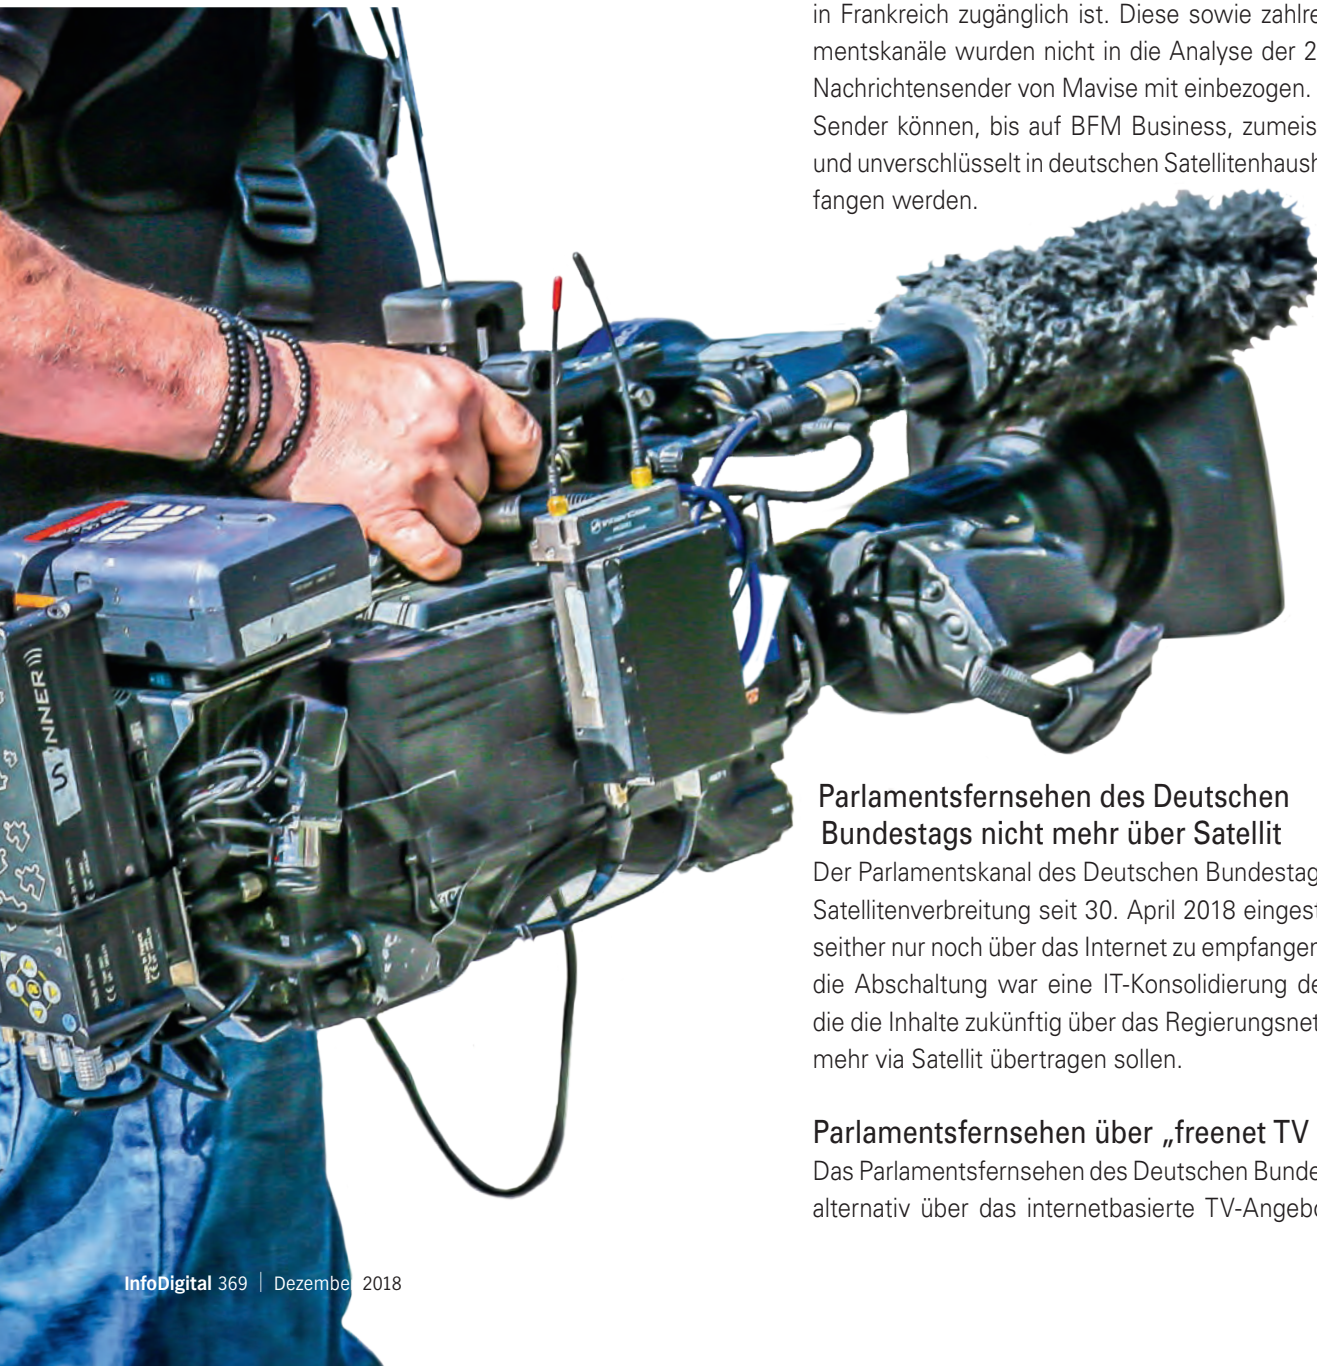 in Frankreich zugänglich ist. Diese sowie zahlre
mentskanäle wurden nicht in die Analyse der 2
Nachrichtensender von Mavise mit einbezogen.
Sender können, bis auf BFM Business, zumeis
und unverschlüsselt in deutschen Satellitenhaush
fangen werden.
NNER
S
Parlamentsfernsehen des Deutschen
Bundestags nicht mehr über Satellit
Der Parlamentskanal des Deutschen Bundestag
Satellitenverbreitung seit 30. April 2018 eingest
seither nur noch über das Internet zu empfangen
die Abschaltung war eine IT-Konsolidierung de
die die Inhalte zukünftig über das Regierungsnet
mehr via Satellit übertragen sollen.
Parlamentsfernsehen über „freenet TV
Das Parlamentsfernsehen des Deutschen Bunde
alternativ über das internetbasierte TV-Angebo
InfoDigital 369 | Dezember 2018